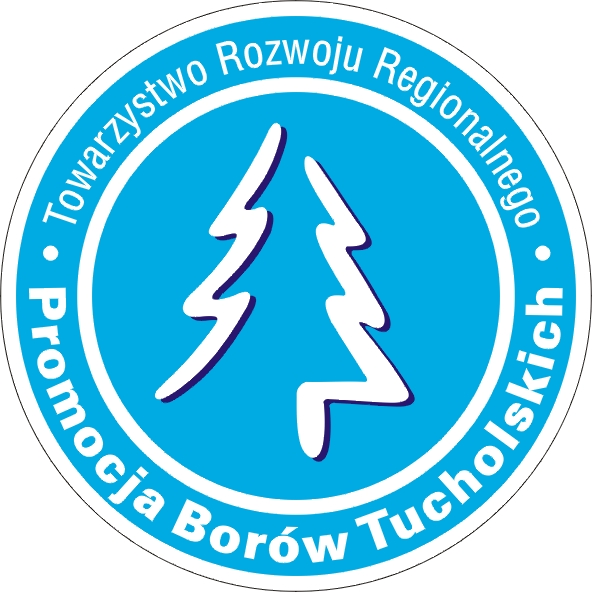 Towarzystwo Rozwoju Regionalnego
Promocja Borów Tucholskich